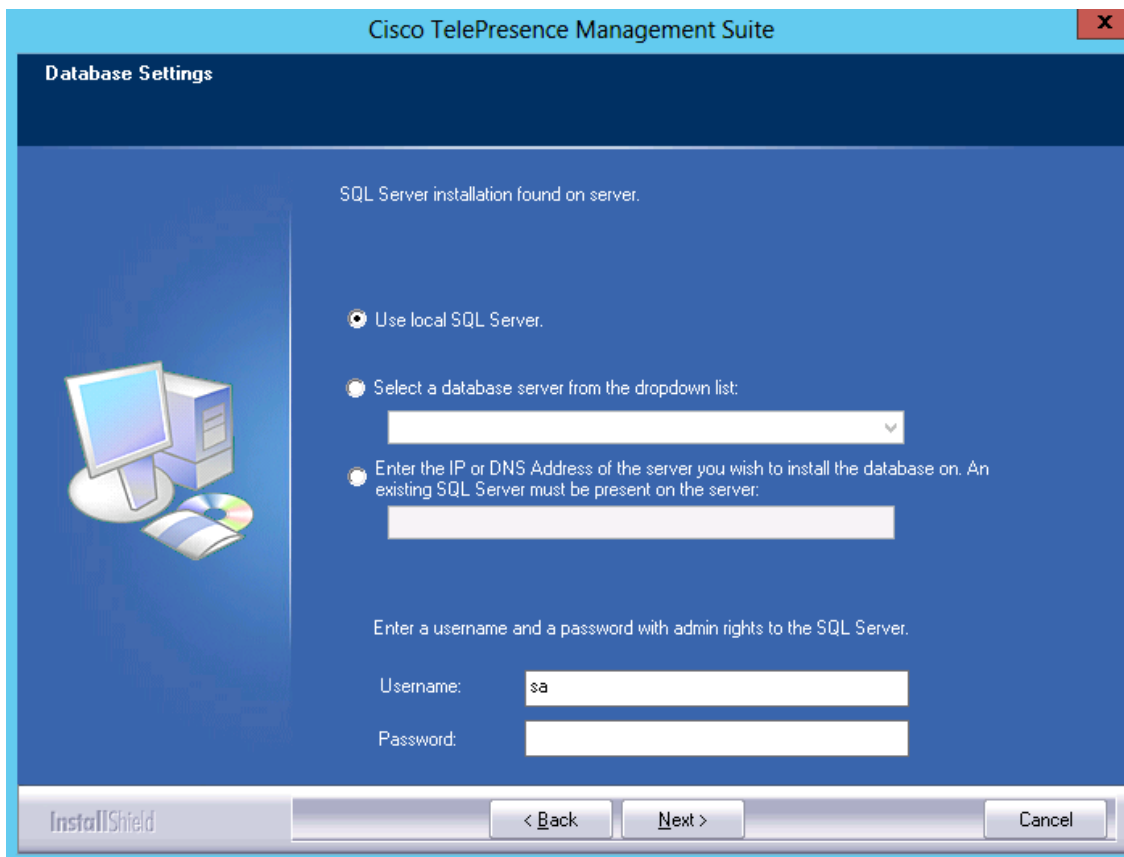 Cisco TelePresence Management Suite
x
Database Settings
SQL Server installation found on server.
Use local SQL Server.
Select a database server from the dropdown list:
Enter the IP or DNS Address of the server you wish to install the database on. An
existing SQL Server must be present on the server:
Enter a username and a password with admin rights to the SQL Server.
Username: sa
Password:
InstallShield < Back Next > Cancel